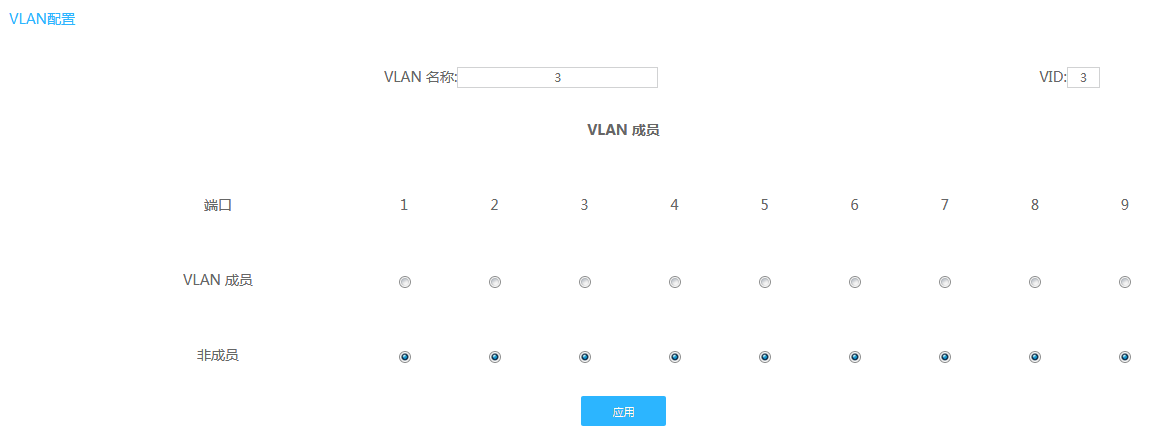 VLAN配置
VLAN 名称: 3 VID: 3
VLAN 成员
端口 1 2 3 4 5 6 7 8 9
VLAN 成员
非成员
应用